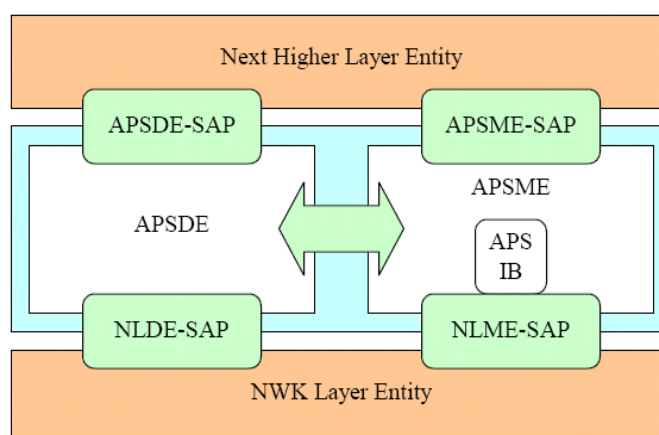 Next Higher Layer Entity
APSDE-SAP
APSME-SAP
APSME
APSDE
APS
IB
NLDE-SAP
NLME-SAP
NWK Layer Entity